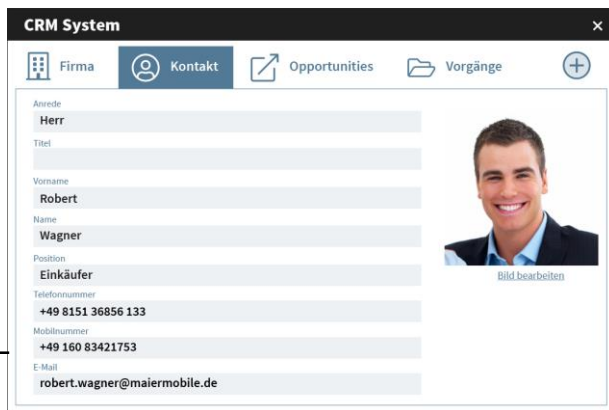 CRM System ×
Firma Kontakt Opportunities Vorgänge
Anrede
Herr
Titel
Vorname
Robert
Name
Wagner
Position
Einkäufer
Bild bearbeiten
Telefonnummer
+49 8151 36856 133
Mobilnummer
+49 160 83421753
E-Mail
robert.wagner@maiermobile.de